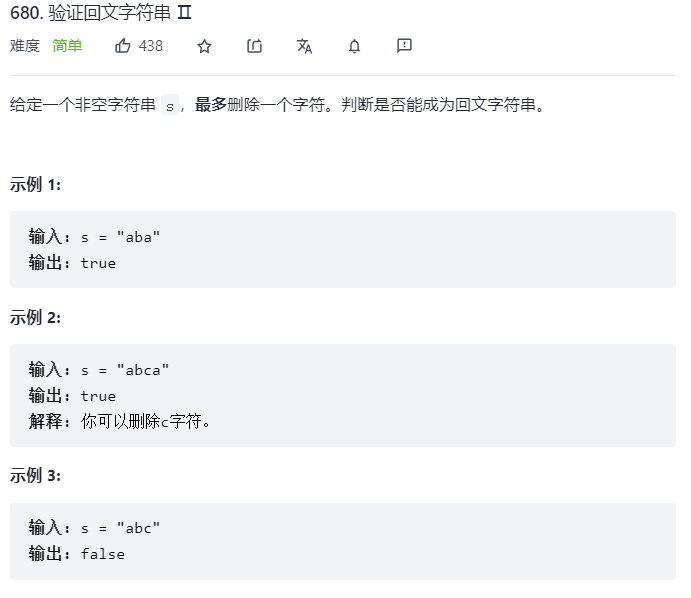 680. 验证回文字符串 Ⅱ
难度 简单 438
给定一个非空字符串 s，最多删除一个字符。判断是否能成为回文字符串。
示例 1:
输入: s = "aba"
输出: true
示例 2:
输入: s = "abca"
输出: true
解释: 你可以删除c字符。
示例 3:
输入: s = "abc"
输出: false